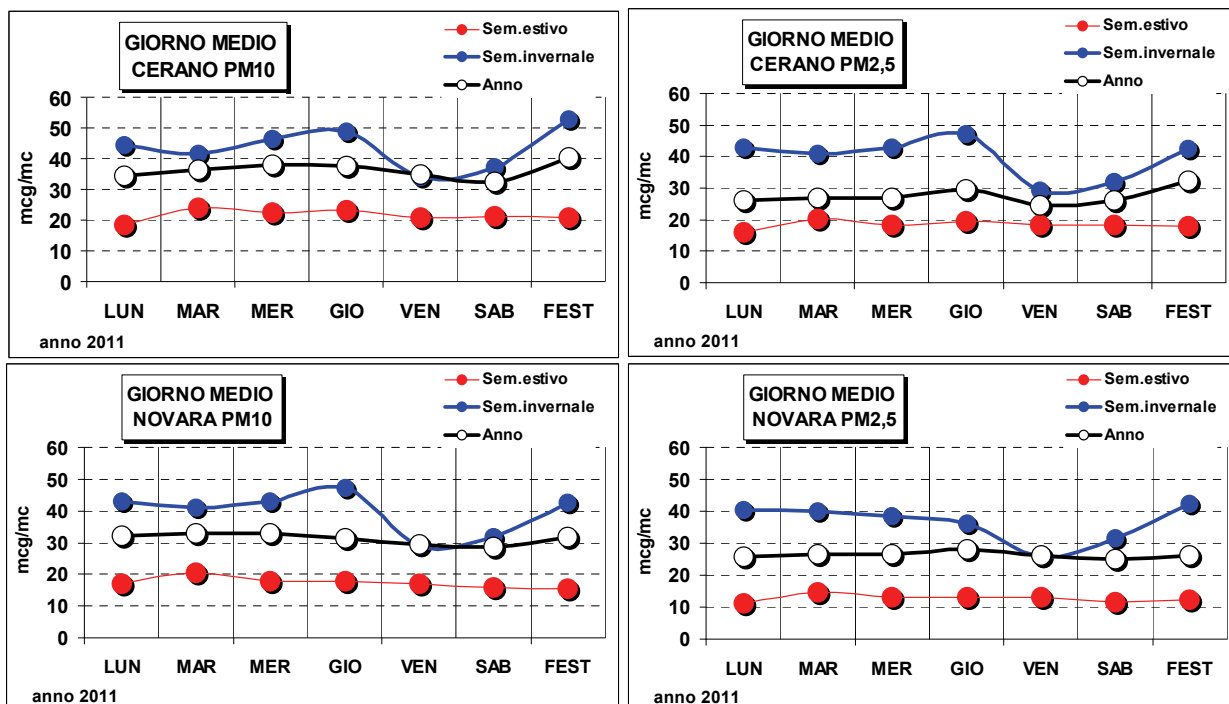 GIORNO MEDIO
CERANO PM10
Sem.estivo
Sem.invernale
Anno
60
50
40
30
20
10
0
mcg/mc
LUN MAR MER GIO VEN SAB FEST
anno 2011
GIORNO MEDIO
CERANO PM2,5
Sem.estivo
Sem.invernale
Anno
60
50
40
30
20
10
0
mcg/mc
LUN MAR MER GIO VEN SAB FEST
anno 2011
GIORNO MEDIO
NOVARA PM10
Sem.estivo
Sem.invernale
Anno
60
50
40
30
20
10
0
mcg/mc
LUN MAR MER GIO VEN SAB FEST
anno 2011
GIORNO MEDIO
NOVARA PM2,5
Sem.estivo
Sem.invernale
Anno
60
50
40
30
20
10
0
mcg/mc
LUN MAR MER GIO VEN SAB FEST
anno 2011